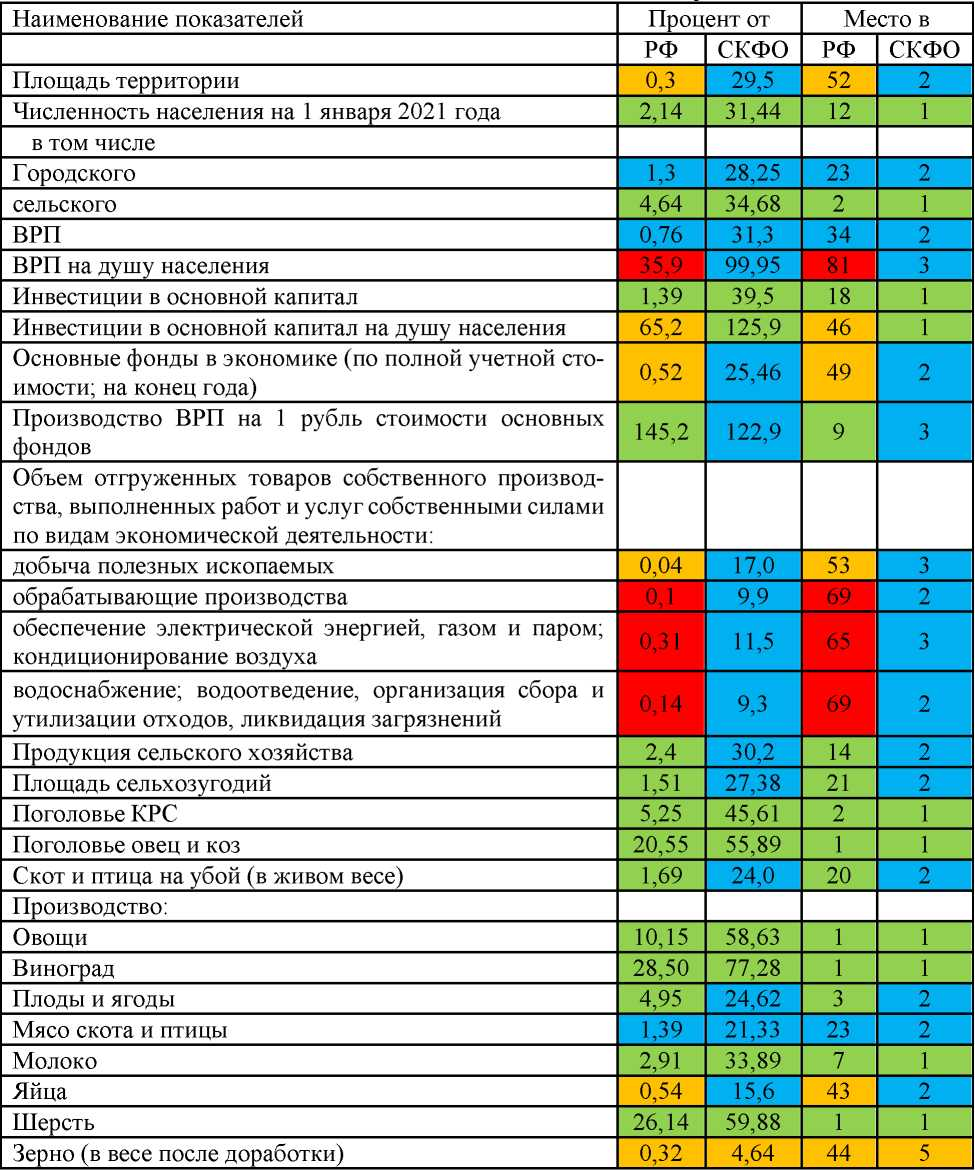 Наименование показателей Процент от Место в
РФ СКФО РФ СКФО
Площадь территории 0,3 29,5 52 2
Численность населения на 1 января 2021 года 2,14 31,44 12 1
в том числе
Городского 1,3 28,25 23 2
сельского 4,64 34,68 2 1
ВРП 0,76 31,3 34 2
ВРП на душу населения 35,9 99,95 81 3
Инвестиции в основной капитал 1,39 39,5 18 1
Инвестиции в основной капитал на душу населения 65,2 125,9 46 1
Основные фонды в экономике (по полной учетной сто-
имости; на конец года) 0,52 25,46 49 2
Производство ВРП на 1 рубль стоимости основных
фондов 145,2 122,9 9 3
Объем отгруженных товаров собственного производ-
ства, выполненных работ и услуг собственными силами
по видам экономической деятельности:
добыча полезных ископаемых 0,04 17,0 53 3
обрабатывающие производства 0,1 9,9 69 2
обеспечение электрической энергией, газом и паром;
кондиционирование воздуха 0,31 11,5 65 3
водоснабжение; водоотведение, организация сбора и
утилизации отходов, ликвидация загрязнений 0,14 9,3 69 2
Продукция сельского хозяйства 2,4 30,2 14 2
Площадь сельхозугодий 1,51 27,38 21 2
Поголовье КРС 5,25 45,61 2 1
Поголовье овец и коз 20,55 55,89 1 1
Скот и птица на убой (в живом весе) 1,69 24,0 20 2
Производство:
Овощи 10,15 58,63 1 1
Виноград 28,50 77,28 1 1
Плоды и ягоды 4,95 24,62 3 2
Мясо скота и птицы 1,39 21,33 23 2
Молоко 2,91 33,89 7 1
Яйца 0,54 15,6 43 2
Шерсть 26,14 59,88 1 1
Зерно (в весе после доработки) 0,32 4,64 44 5